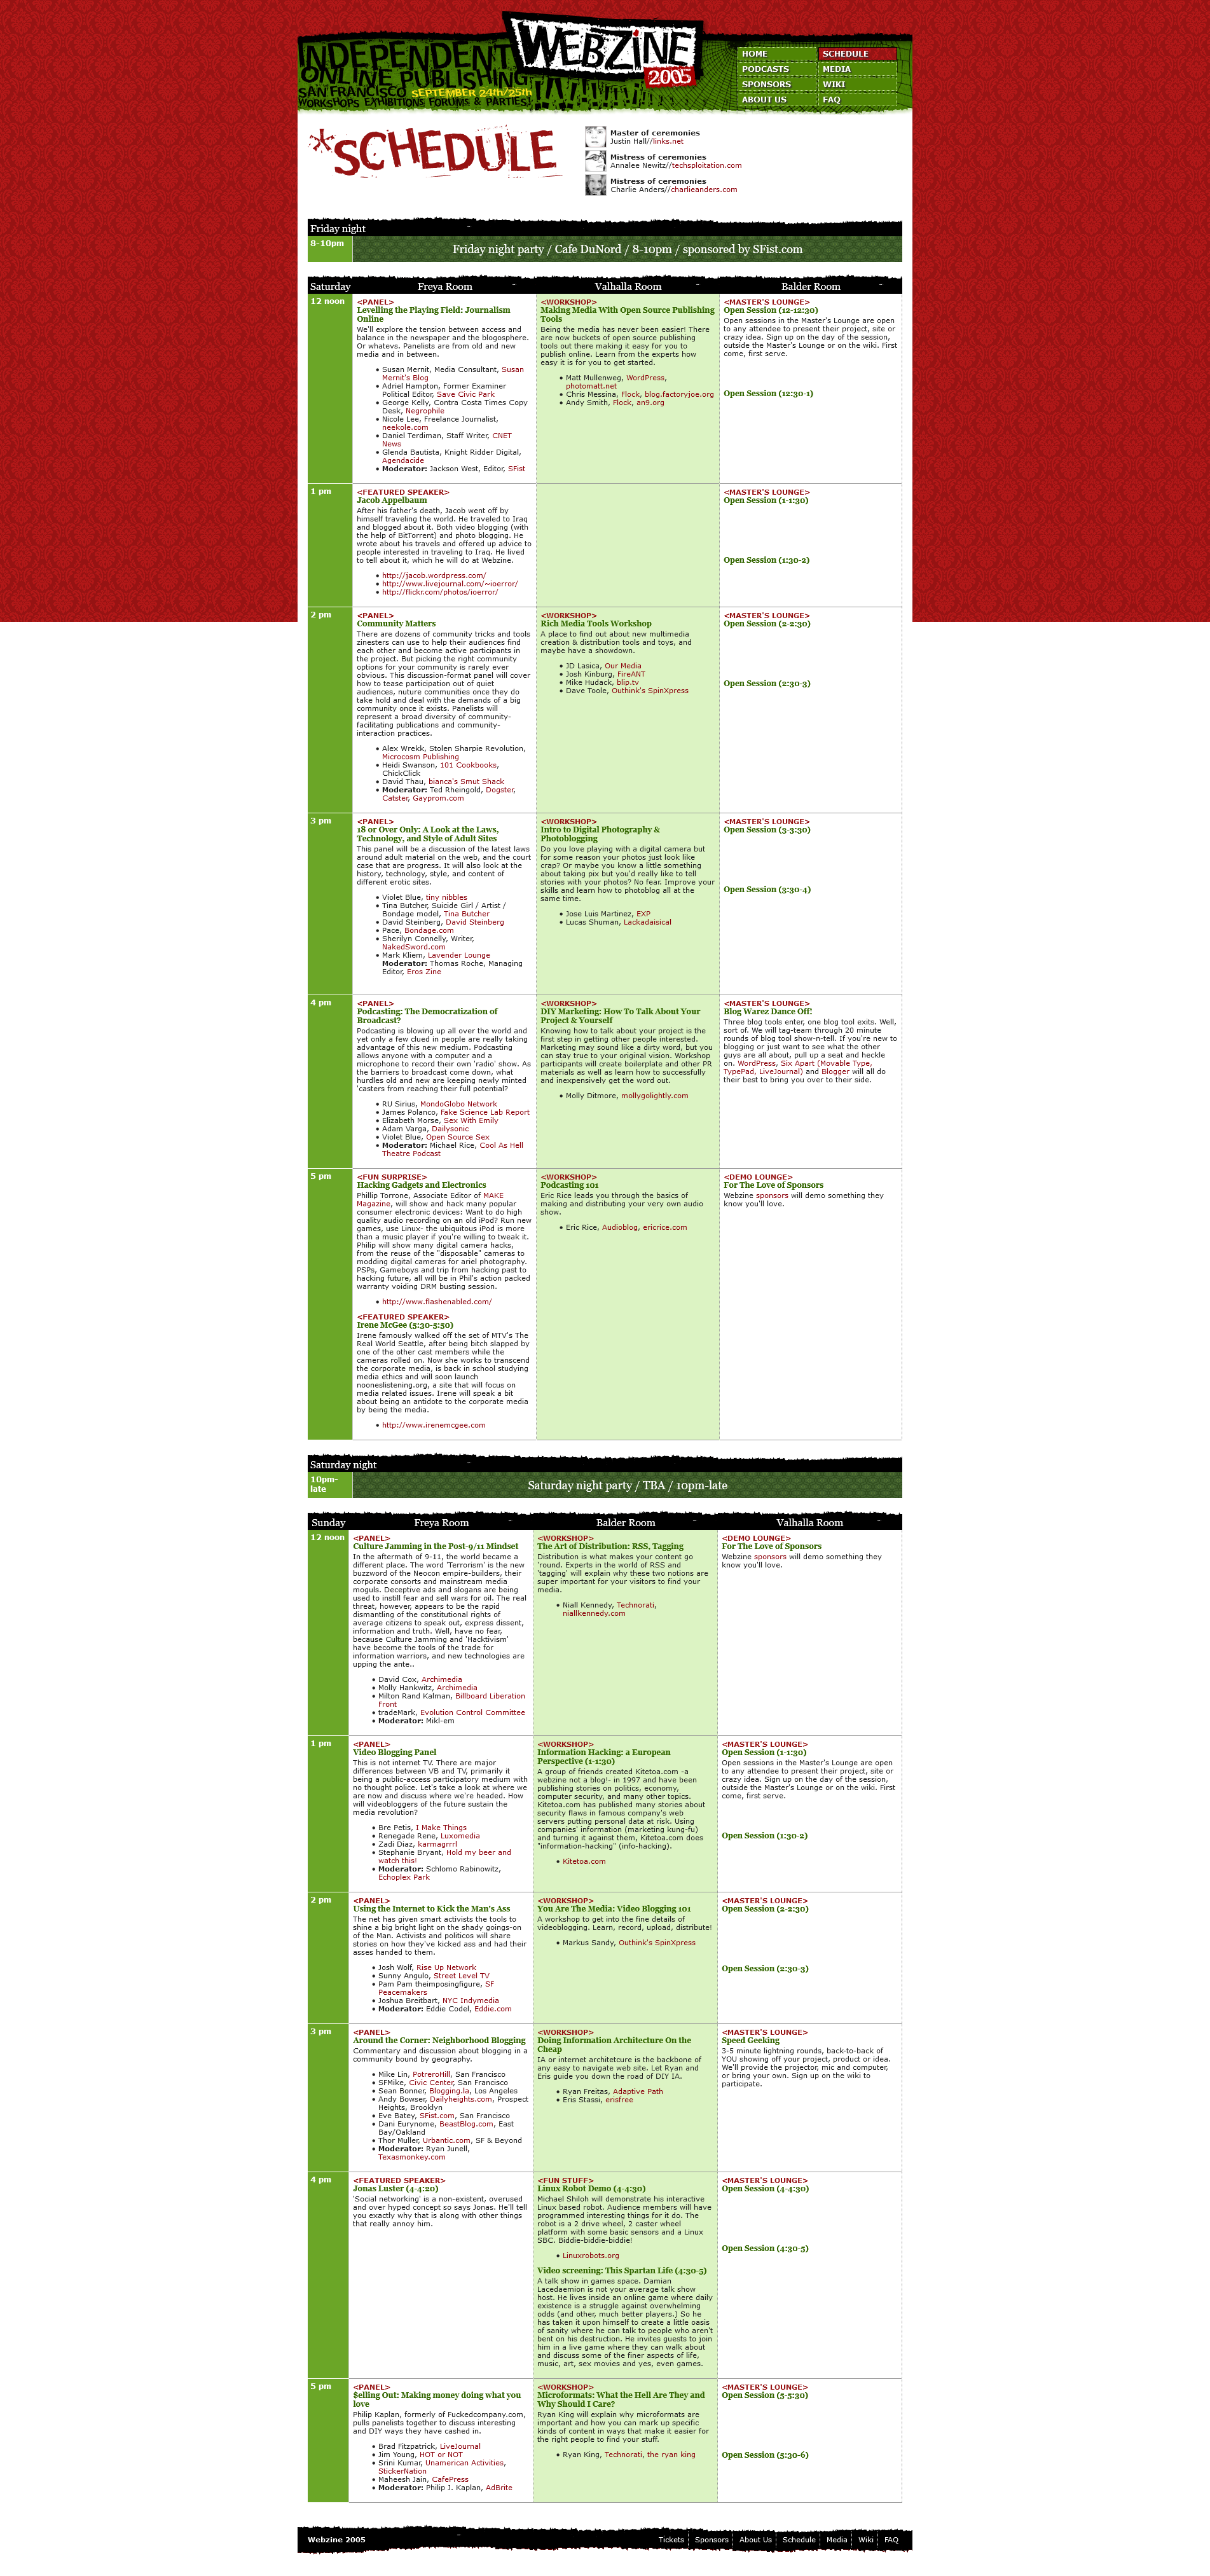 INDEPENDENT
ONLINE PUBLISHING
SAN FRANCISCO SEPTEMBER 24th/25th
WORKSHOPS EXHIBITIONS FORUMS & PARTIES!
WEBZINE
2005
HOME
SCHEDULE
PODCASTS
MEDIA
SPONSORS
WIKI
ABOUT US
FAQ
*SCHEDULE
Master of ceremonies
Justin Hall//links.net
Mistress of ceremonies
Annalee Newitz//techsploitation.com
Mistress of ceremonies
Charlie Anders//charlieanders.com
Friday night
8-10pm
Friday night party / Cafe DuNord / 8-10pm / sponsored by SFist.com
Saturday
Freya Room
Valhalla Room
Balder Room
12 noon
<PANEL>
Levelling the Playing Field: Journalism
Online
We'll explore the tension between access and
balance in the newspaper and the blogosphere.
Or whatevs. Panelists are from old and new
media and in between.
• Susan Mernit, Media Consultant, Susan
Mernit's Blog
• Adriel Hampton, Former Examiner
Political Editor, Save Civic Park
• George Kelly, Contra Costa Times Copy
Desk, Negrophile
• Nicole Lee, Freelance Journalist,
neekole.com
• Daniel Terdiman, Staff Writer, CNET
News
• Glenda Bautista, Knight Ridder Digital,
Agendacide
• Moderator: Jackson West, Editor, SFist
<WORKSHOP>
Making Media With Open Source Publishing
Tools
Being the media has never been easier! There
are now buckets of open source publishing
tools out there making it easy for you to
publish online. Learn from the experts how
easy it is for you to get started.
• Matt Mullenweg, WordPress,
photomatt.net
• Chris Messina, Flock, blog.factoryjoe.org
• Andy Smith, Flock, an9.org
<MASTER'S LOUNGE>
Open Session (12-12:30)
Open sessions in the Master's Lounge are open
to any attendee to present their project, site or
crazy idea. Sign up on the day of the session,
outside the Master's Lounge or on the wiki. First
come, first serve.
Open Session (12:30-1)
1 pm
<FEATURED SPEAKER>
Jacob Appelbaum
After his father's death, Jacob went off by
himself traveling the world. He traveled to Iraq
and blogged about it. Both video blogging (with
the help of BitTorrent) and photo blogging. He
wrote about his travels and offered up advice to
people interested in traveling to Iraq. He lived
to tell about it, which he will do at Webzine.
• http://jacob.wordpress.com/
• http://www.livejournal.com/~ioerror/
• http://flickr.com/photos/ioerror/
<MASTER'S LOUNGE>
Open Session (1-1:30)
Open Session (1:30-2)
2 pm
<PANEL>
Community Matters
There are dozens of community tricks and tools
zinesters can use to help their audiences find
each other and become active participants in
the project. But picking the right community
options for your community is rarely ever
obvious. This discussion-format panel will cover
how to tease participation out of quiet
audiences, nuture communities once they do
take hold and deal with the demands of a big
community once it exists. Panelists will
represent a broad diversity of community-
facilitating publications and community-
interaction practices.
• Alex Wrekk, Stolen Sharpie Revolution,
Microcosm Publishing
• Heidi Swanson, 101 Cookbooks,
ChickClick
• David Thau, bianca's Smut Shack
• Moderator: Ted Rheingold, Dogster,
Catster, Gayprom.com
<WORKSHOP>
Rich Media Tools Workshop
A place to find out about new multimedia
creation & distribution tools and toys, and
maybe have a showdown.
• JD Lasica, Our Media
• Josh Kinburg, FireANT
• Mike Hudack, blip.tv
• Dave Toole, Outhink's SpinXpress
<MASTER'S LOUNGE>
Open Session (2-2:30)
Open Session (2:30-3)
3 pm
<PANEL>
18 or Over Only: A Look at the Laws,
Technology, and Style of Adult Sites
This panel will be a discussion of the latest laws
around adult material on the web, and the court
case that are progress. It will also look at the
history, technology, style, and content of
different erotic sites.
• Violet Blue, tiny nibbles
• Tina Butcher, Suicide Girl / Artist /
Bondage model, Tina Butcher
• David Steinberg, David Steinberg
• Pace, Bondage.com
• Sherilyn Connelly, Writer,
NakedSword.com
• Mark Kliem, Lavender Lounge
Moderator: Thomas Roche, Managing
Editor, Eros Zine
<WORKSHOP>
Intro to Digital Photography &
Photoblogging
Do you love playing with a digital camera but
for some reason your photos just look like
crap? Or maybe you know a little something
about taking pix but you'd really like to tell
stories with your photos? No fear. Improve your
skills and learn how to photoblog all at the
same time.
• Jose Luis Martinez, EXP
• Lucas Shuman, Lackadaisical
<MASTER'S LOUNGE>
Open Session (3-3:30)
Open Session (3:30-4)
4 pm
<PANEL>
Podcasting: The Democratization of
Broadcast?
Podcasting is blowing up all over the world and
yet only a few clued in people are really taking
advantage of this new medium. Podcasting
allows anyone with a computer and a
microphone to record their own 'radio' show. As
the barriers to broadcast come down, what
hurdles old and new are keeping newly minted
'casters from reaching their full potential?
• RU Sirius, MondoGlobo Network
• James Polanco, Fake Science Lab Report
• Elizabeth Morse, Sex With Emily
• Adam Varga, Dailysonic
• Violet Blue, Open Source Sex
• Moderator: Michael Rice, Cool As Hell
Theatre Podcast
<WORKSHOP>
DIY Marketing: How To Talk About Your
Project & Yourself
Knowing how to talk about your project is the
first step in getting other people interested.
Marketing may sound like a dirty word, but you
can stay true to your original vision. Workshop
participants will create boilerplate and other PR
materials as well as learn how to successfully
and inexpensively get the word out.
• Molly Ditmore, mollygolightly.com
<MASTER'S LOUNGE>
Blog Warez Dance Off!
Three blog tools enter, one blog tool exits. Well,
sort of. We will tag-team through 20 minute
rounds of blog tool show-n-tell. If you're new to
blogging or just want to see what the other
guys are all about, pull up a seat and heckle
on. WordPress, Six Apart (Movable Type,
TypePad, LiveJournal) and Blogger will all do
their best to bring you over to their side.
5 pm
<FUN SURPRISE>
Hacking Gadgets and Electronics
Phillip Torrone, Associate Editor of MAKE
Magazine, will show and hack many popular
consumer electronic devices: Want to do high
quality audio recording on an old iPod? Run new
games, use Linux- the ubiquitous iPod is more
than a music player if you're willing to tweak it.
Philip will show many digital camera hacks,
from the reuse of the "disposable" cameras to
modding digital cameras for ariel photography.
PSPs, Gameboys and trip from hacking past to
hacking future, all will be in Phil's action packed
warranty voiding DRM busting session.
• http://www.flashenabled.com/
<FEATURED SPEAKER>
Irene McGee (5:30-5:50)
Irene famously walked off the set of MTV's The
Real World Seattle, after being bitch slapped by
one of the other cast members while the
cameras rolled on. Now she works to transcend
the corporate media, is back in school studying
media ethics and will soon launch
nooneslistening.org, a site that will focus on
media related issues. Irene will speak a bit
about being an antidote to the corporate media
by being the media.
• http://www.irenemcgee.com
<WORKSHOP>
Podcasting 101
Eric Rice leads you through the basics of
making and distributing your very own audio
show.
• Eric Rice, Audioblog, ericrice.com
<DEMO LOUNGE>
For The Love of Sponsors
Webzine sponsors will demo something they
know you'll love.
Saturday night
10pm-
late
Saturday night party / TBA / 10pm-late
Sunday
Freya Room
Balder Room
Valhalla Room
12 noon
<PANEL>
Culture Jamming in the Post-9/11 Mindset
In the aftermath of 9-11, the world became a
different place. The word 'Terrorism' is the new
buzzword of the Neocon empire-builders, their
corporate consorts and mainstream media
moguls. Deceptive ads and slogans are being
used to instill fear and sell wars for oil. The real
threat, however, appears to be the rapid
dismantling of the constitutional rights of
average citizens to speak out, express dissent,
information and truth. Well, have no fear,
because Culture Jamming and 'Hacktivism'
have become the tools of the trade for
information warriors, and new technologies are
upping the ante..
• David Cox, Archimedia
• Molly Hankwitz, Archimedia
• Milton Rand Kalman, Billboard Liberation
Front
• tradeMark, Evolution Control Committee
• Moderator: Mikl-em
<WORKSHOP>
The Art of Distribution: RSS, Tagging
Distribution is what makes your content go
'round. Experts in the world of RSS and
'tagging' will explain why these two notions are
super important for your visitors to find your
media.
• Niall Kennedy, Technorati,
niallkennedy.com
<DEMO LOUNGE>
For The Love of Sponsors
Webzine sponsors will demo something they
know you'll love.
1 pm
<PANEL>
Video Blogging Panel
This is not internet TV. There are major
differences between VB and TV, primarily it
being a public-access participatory medium with
no thought police. Let's take a look at where we
are now and discuss where we're headed. How
will videobloggers of the future sustain the
media revolution?
• Bre Petis, I Make Things
• Renegade Rene, Luxomedia
• Zadi Diaz, karmagrrrl
• Stephanie Bryant, Hold my beer and
watch this!
• Moderator: Schlomo Rabinowitz,
Echoplex Park
<WORKSHOP>
Information Hacking: a European
Perspective (1-1:30)
A group of friends created Kitetoa.com -a
webzine not a blog!- in 1997 and have been
publishing stories on politics, economy,
computer security, and many other topics.
Kitetoa.com has published many stories about
security flaws in famous company's web
servers putting personal data at risk. Using
companies' information (marketing kung-fu)
and turning it against them, Kitetoa.com does
"information-hacking" (info-hacking).
• Kitetoa.com
<MASTER'S LOUNGE>
Open Session (1-1:30)
Open sessions in the Master's Lounge are open
to any attendee to present their project, site or
crazy idea. Sign up on the day of the session,
outside the Master's Lounge or on the wiki. First
come, first serve.
Open Session (1:30-2)
2 pm
<PANEL>
Using the Internet to Kick the Man's Ass
The net has given smart activists the tools to
shine a big bright light on the shady goings-on
of the Man. Activists and politicos will share
stories on how they've kicked ass and had their
asses handed to them.
• Josh Wolf, Rise Up Network
• Sunny Angulo, Street Level TV
• Pam Pam theimposingfigure, SF
Peacemakers
• Joshua Breitbart, NYC Indymedia
• Moderator: Eddie Codel, Eddie.com
<WORKSHOP>
You Are The Media: Video Blogging 101
A workshop to get into the fine details of
videoblogging. Learn, record, upload, distribute!
• Markus Sandy, Outhink's SpinXpress
<MASTER'S LOUNGE>
Open Session (2-2:30)
Open Session (2:30-3)
3 pm
<PANEL>
Around the Corner: Neighborhood Blogging
Commentary and discussion about blogging in a
community bound by geography.
• Mike Lin, PotreroHill, San Francisco
• SFMike, Civic Center, San Francisco
• Sean Bonner, Blogging.la, Los Angeles
• Andy Bowser, Dailyheights.com, Prospect
Heights, Brooklyn
• Eve Batey, SFist.com, San Francisco
• Dani Eurynome, BeastBlog.com, East
Bay/Oakland
• Thor Muller, Urbantic.com, SF & Beyond
• Moderator: Ryan Junell,
Texasmonkey.com
<WORKSHOP>
Doing Information Architecture On the
Cheap
IA or internet architetcure is the backbone of
any easy to navigate web site. Let Ryan and
Eris guide you down the road of DIY IA.
• Ryan Freitas, Adaptive Path
• Eris Stassi, erisfree
<MASTER'S LOUNGE>
Speed Geeking
3-5 minute lightning rounds, back-to-back of
YOU showing off your project, product or idea.
We'll provide the projector, mic and computer,
or bring your own. Sign up on the wiki to
participate.
4 pm
<FEATURED SPEAKER>
Jonas Luster (4-4:20)
'Social networking' is a non-existent, overused
and over hyped concept so says Jonas. He'll tell
you exactly why that is along with other things
that really annoy him.
<FUN STUFF>
Linux Robot Demo (4-4:30)
Michael Shiloh will demonstrate his interactive
Linux based robot. Audience members will have
programmed interesting things for it do. The
robot is a 2 drive wheel, 2 caster wheel
platform with some basic sensors and a Linux
SBC. Biddie-biddie-biddie!
• Linuxrobots.org
Video screening: This Spartan Life (4:30-5)
A talk show in games space. Damian
Lacedaemion is not your average talk show
host. He lives inside an online game where daily
existence is a struggle against overwhelming
odds (and other, much better players.) So he
has taken it upon himself to create a little oasis
of sanity where he can talk to people who aren't
bent on his destruction. He invites guests to join
him in a live game where they can walk about
and discuss some of the finer aspects of life,
music, art, sex movies and yes, even games.
<MASTER'S LOUNGE>
Open Session (4-4:30)
Open Session (4:30-5)
5 pm
<PANEL>
$elling Out: Making money doing what you
love
Philip Kaplan, formerly of Fuckedcompany.com,
pulls panelists together to discuss interesting
and DIY ways they have cashed in.
• Brad Fitzpatrick, LiveJournal
• Jim Young, HOT or NOT
• Srini Kumar, Unamerican Activities,
StickerNation
• Maheesh Jain, CafePress
• Moderator: Philip J. Kaplan, AdBrite
<WORKSHOP>
Microformats: What the Hell Are They and
Why Should I Care?
Ryan King will explain why microformats are
important and how you can mark up specific
kinds of content in ways that make it easier for
the right people to find your stuff.
• Ryan King, Technorati, the ryan king
<MASTER'S LOUNGE>
Open Session (5-5:30)
Open Session (5:30-6)
Webzine 2005
Tickets
Sponsors
About Us
Schedule
Media
Wiki
FAQ